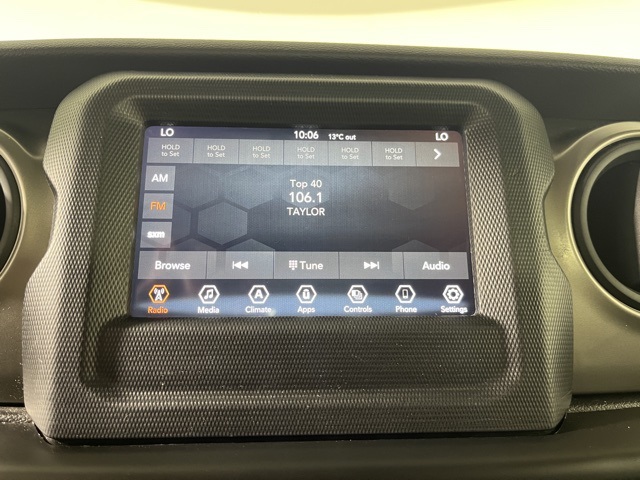 LO 10:06 13°C out LO
HOLD to Set HOLD to Set HOLD to Set HOLD to Set HOLD to Set HOLD to Set
AM
Top 40
106.1
FM
TAYLOR
sxm
Browse Tune Audio
A
Radio Media Climate Apps Controls Phone Settings